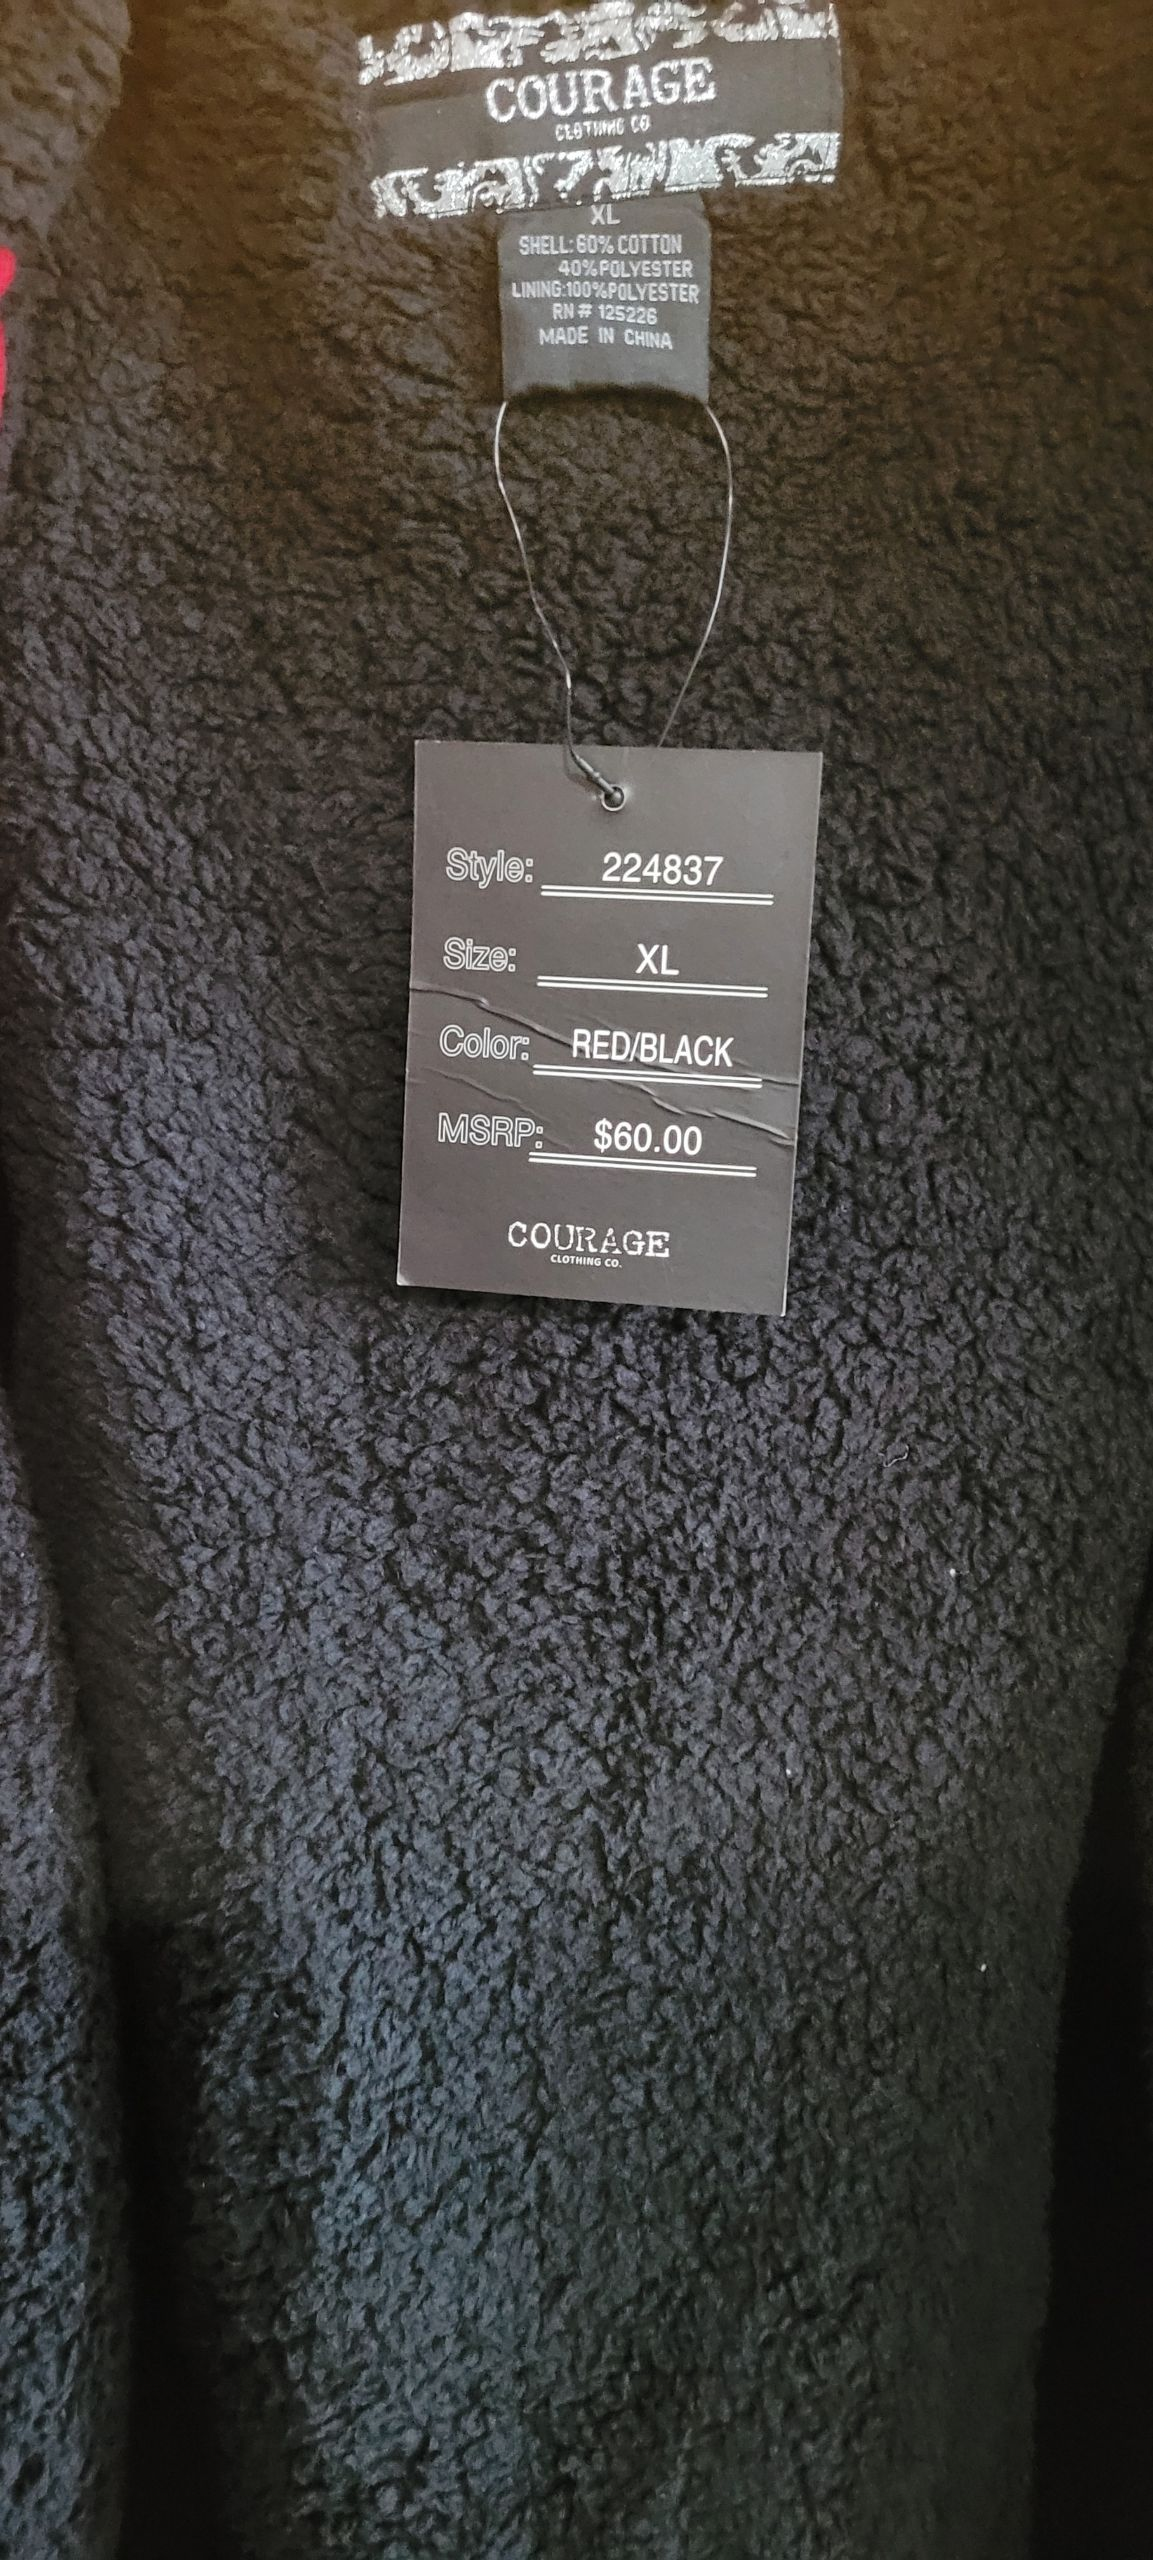 COURAGE
CLOTHING CO
XL
SHELL: 60% COTTON
40% POLYESTER
LINING: 100% POLYESTER
RN # 125226
MADE IN CHINA
Style: 224837
Size: XL
Color: RED/BLACK
MSRP: $60.00
COURAGE
CLOTHING CO.